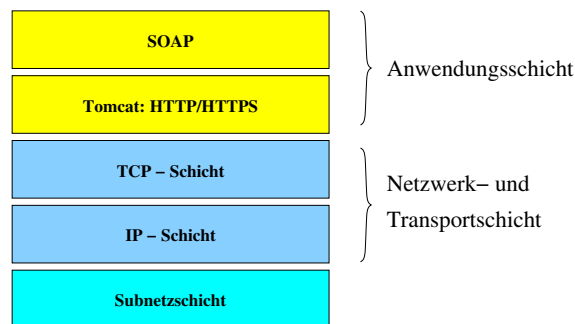 SOAP
Anwendungsschicht
Tomcat: HTTP/HTTPS
TCP − Schicht
Netzwerk− und
Transportschicht
IP − Schicht
Subnetzschicht